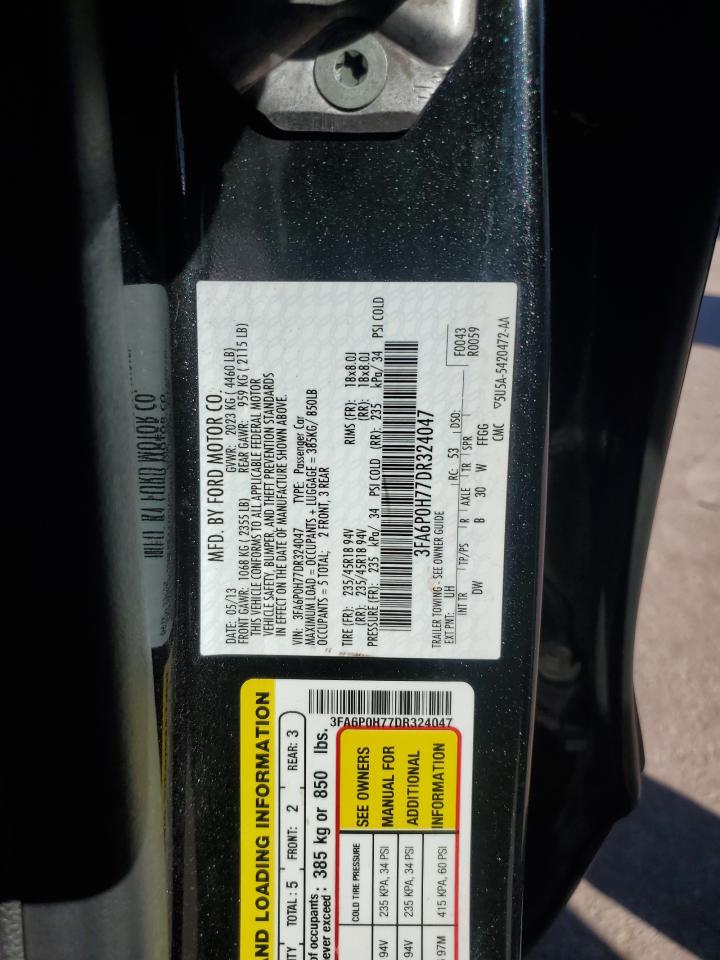 MFD. BY FORD MOTOR CO.
DATE: 05/13 GVWR: 2023 KG ( 4460 LB)
FRONT GAWR: 1068 KG ( 2355 LB) REAR GAWR: 959 KG ( 2115 LB)
THIS VEHICLE CONFORMS TO ALL APPLICABLE FEDERAL MOTOR
VEHICLE SAFETY, BUMPER, AND THEFT PREVENTION STANDARDS
IN EFFECT ON THE DATE OF MANUFACTURE SHOWN ABOVE.
VIN: 3FA6P0H77DR324047 TYPE: Passenger Car
MAXIMUM LOAD = OCCUPANTS + LUGGAGE = 385KG/ 850LB
OCCUPANTS = 5 TOTAL: 2 FRONT, 3 REAR
TIRE (FR): 235/45R18 94V RIMS (FR): 18x8.0J
(RR): 235/45R18 94V (RR): 18x8.0J
PRESSURE (FR): 235 kPa/ 34 PSI COLD (RR): 235 kPa/ 34 PSI COLD
3FA6P0H77DR324047
TRAILER TOWING - SEE OWNER GUIDE
EXT PNT: UH RC: 53 DSO: F0043
R0059
INT TR TP/PS R AXLE TR SPR
DW B 30 W FFGG
CMC ▽5U5A-5420472-AA
AND LOADING INFORMATION
TOTAL: 5 FRONT: 2 REAR: 3
of occupants
never exceed : 385 kg or 850 lbs.
3FA6P0H77DR324047
COLD TIRE PRESSURE
94V 235 KPA, 34 PSI
94V 235 KPA, 34 PSI
97M 415 KPA, 60 PSI
SEE OWNERS
MANUAL FOR
ADDITIONAL
INFORMATION